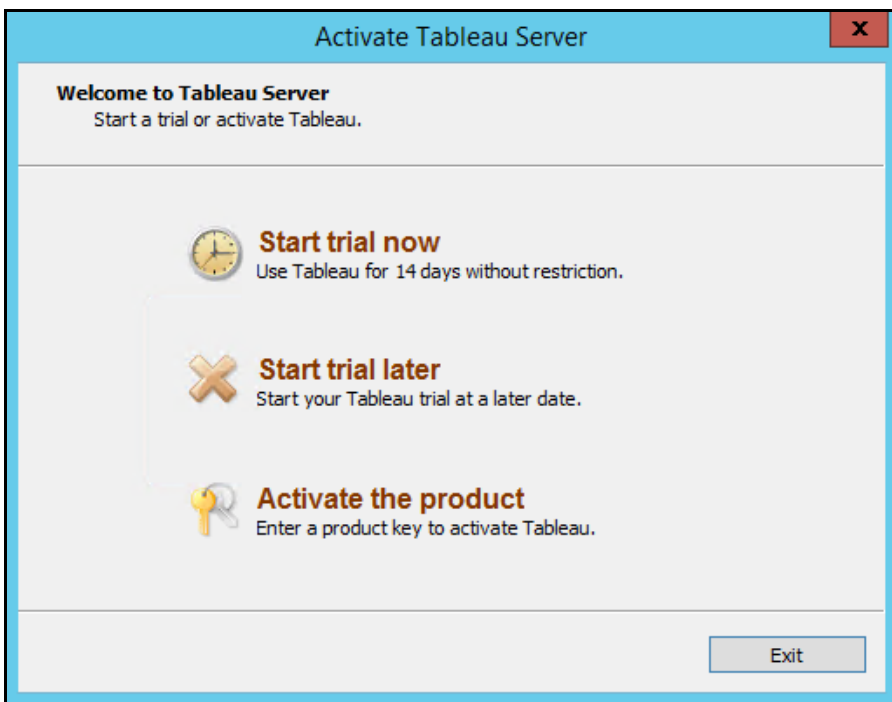 Activate Tableau Server
x
Welcome to Tableau Server
Start a trial or activate Tableau.
Start trial now
Use Tableau for 14 days without restriction.
Start trial later
Start your Tableau trial at a later date.
Activate the product
Enter a product key to activate Tableau.
Exit